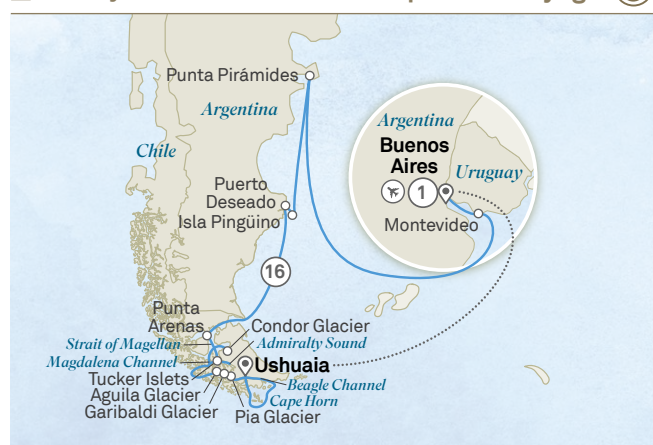 Punta Pirámides
Argentina
Chile
Argentina
Buenos
Aires
1
Uruguay
Montevideo
Puerto
Deseado
Isla Pingüino
16
Punta
Arenas
Condor Glacier
Strait of Magellan
Admiralty Sound
Magdalena Channel
Ushuaia
Tucker Islets
Beagle Channel
Aguila Glacier
Cape Horn
Garibaldi Glacier
Pia Glacier